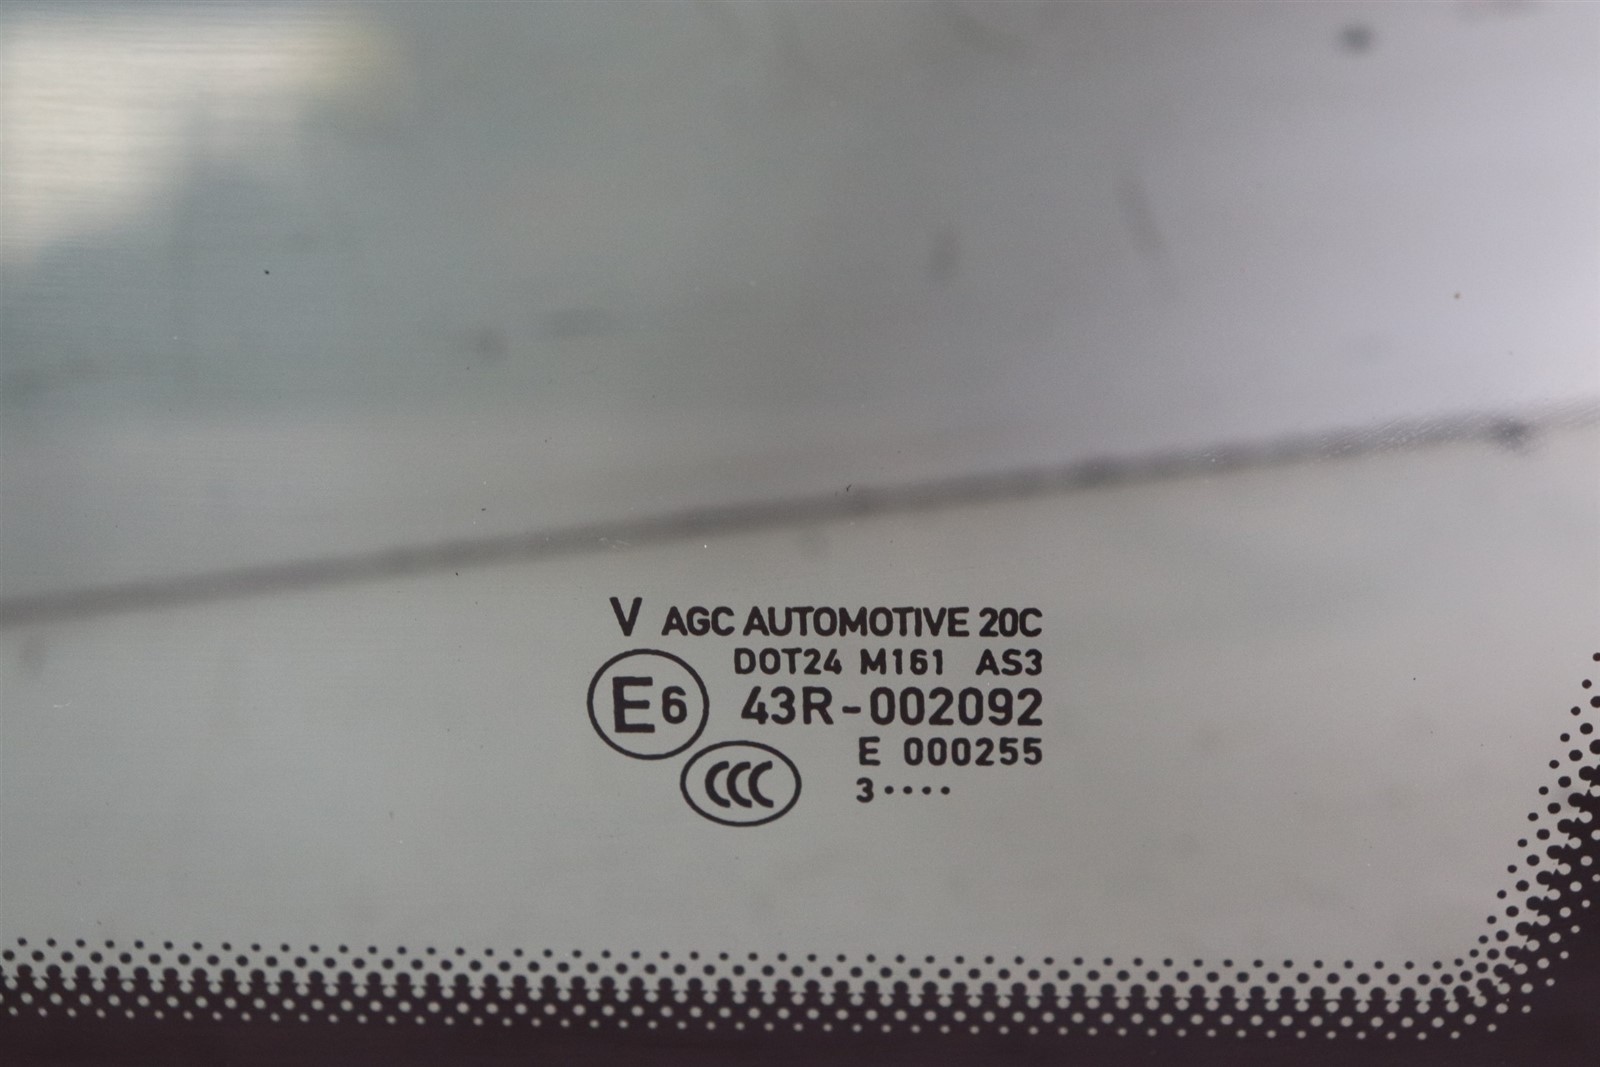 V AGC AUTOMOTIVE 20C
DOT24 M161 AS3
E6 43R-002092
E 000255
CCC 3····